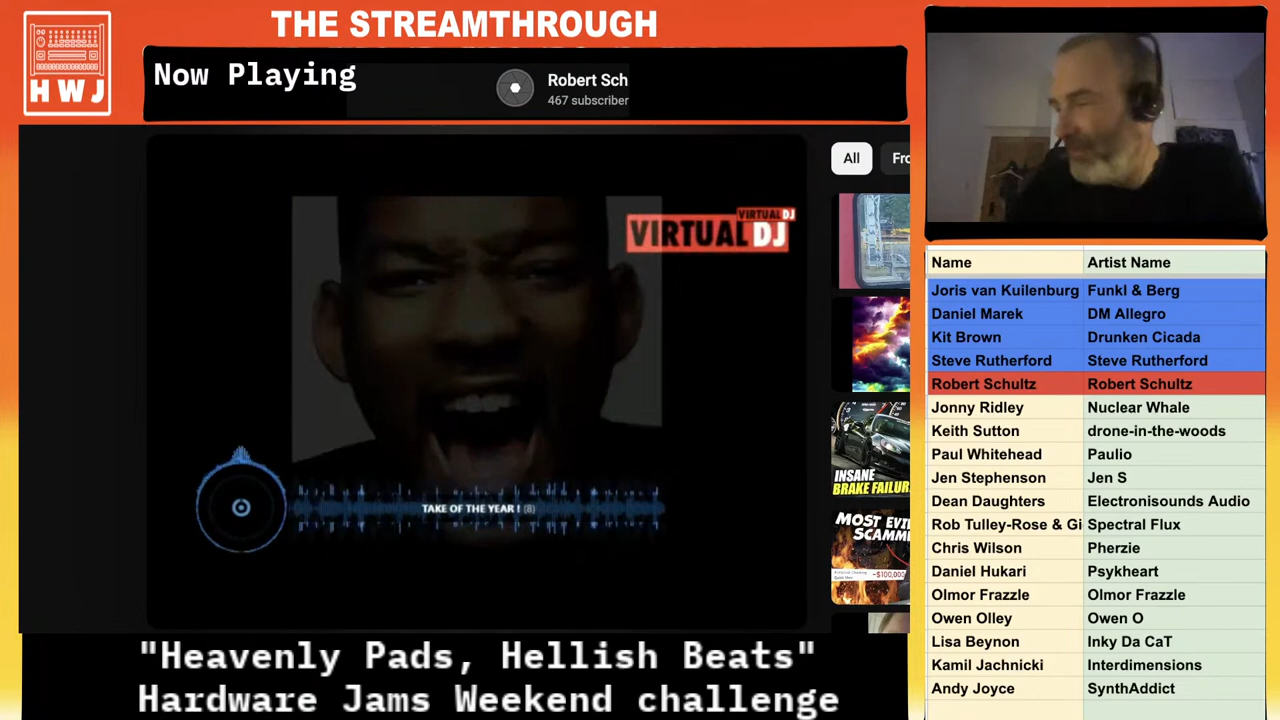 THE STREAMTHROUGH
HWJ
Now Playing
Robert Sch
467 subscriber
All
Fro
VIRTUAL DJ
VIRTUAL DJ
TAKE OF THE YEAR ! (8)
INSANE
BRAKE FAILUR
MOST EVI
SCAMME
-$100,000
"Heavenly Pads, Hellish Beats"
Hardware Jams Weekend challenge
Name Artist Name
Joris van Kuilenburg Funkl & Berg
Daniel Marek DM Allegro
Kit Brown Drunken Cicada
Steve Rutherford Steve Rutherford
Robert Schultz Robert Schultz
Jonny Ridley Nuclear Whale
Keith Sutton drone-in-the-woods
Paul Whitehead Paulio
Jen Stephenson Jen S
Dean Daughters Electronisounds Audio
Rob Tulley-Rose & Gi Spectral Flux
Chris Wilson Pherzie
Daniel Hukari Psykheart
Olmor Frazzle Olmor Frazzle
Owen Olley Owen O
Lisa Beynon Inky Da CaT
Kamil Jachnicki Interdimensions
Andy Joyce SynthAddict